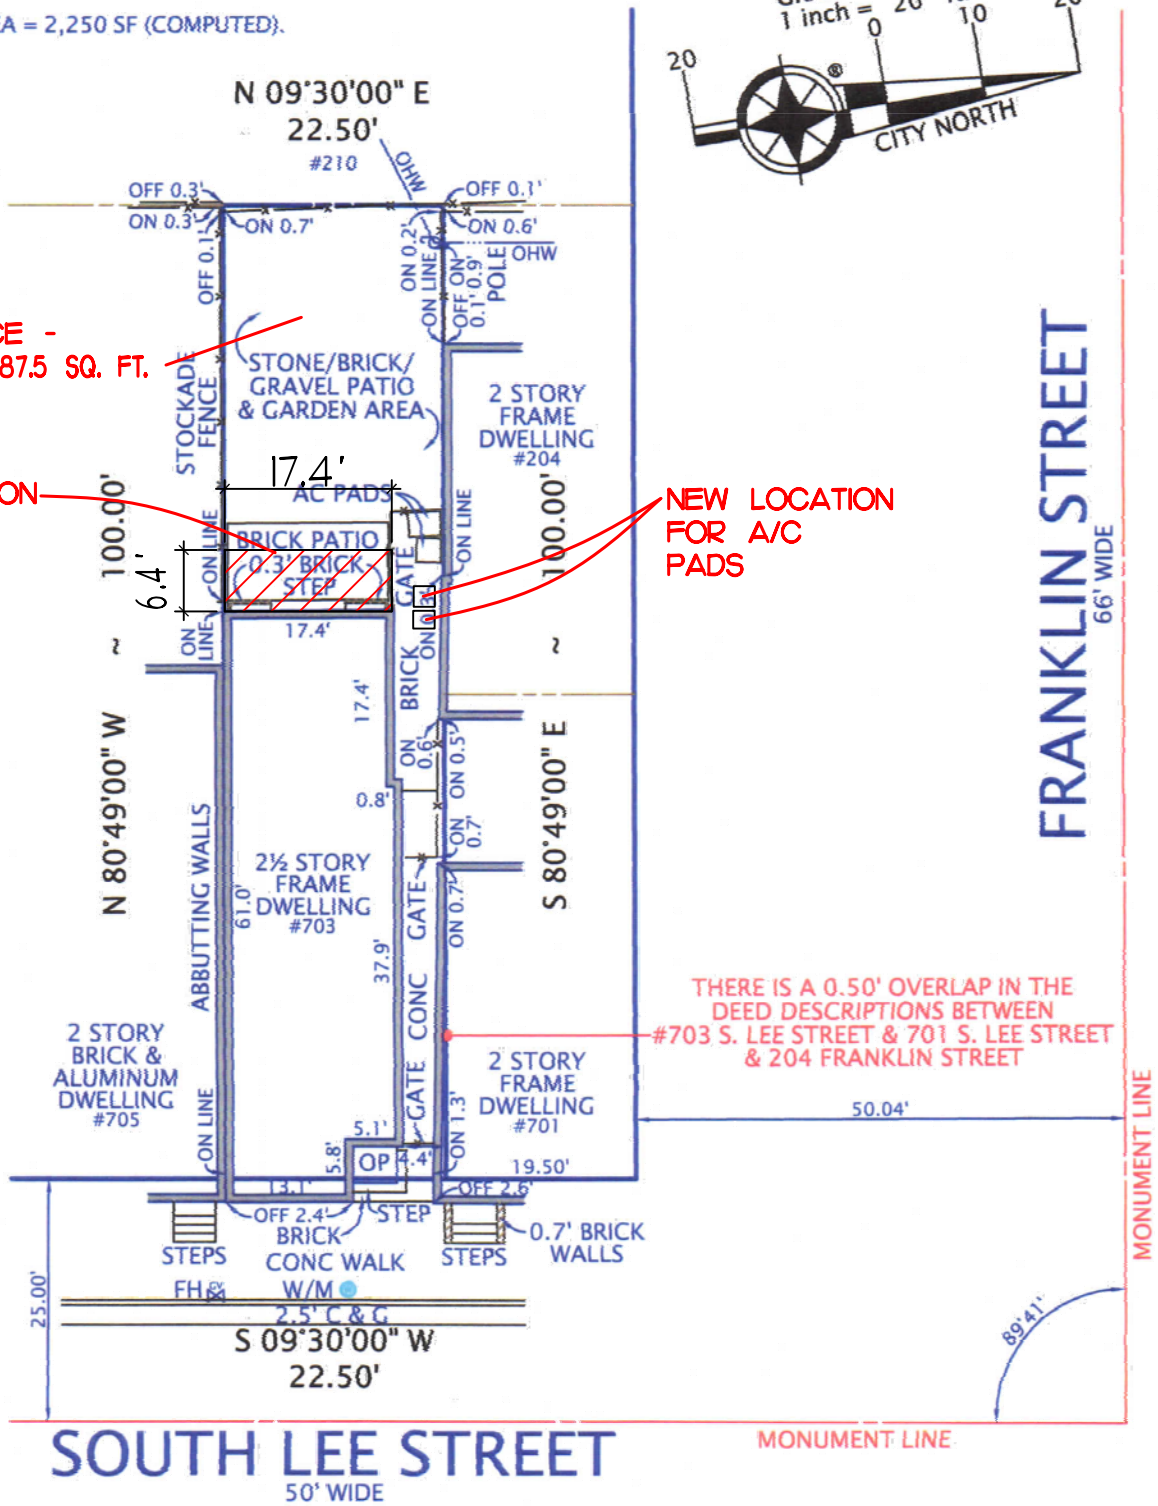 A = 2,250 SF (COMPUTED).
1 inch = 20
20
0
10
20
®
CITY NORTH
N 09°30'00" E
22.50'
#210
OHW
OFF 0.3'
ON 0.3'
ON 0.7'
OFF 0.1'
ON 0.6'
OFF 0.1'
ON 0.2'
ON LINE
OFF 0.1'
ON 0.9'
POLE
OHW
CE -
87.5 SQ. FT.
STOCKADE
FENCE
STONE/BRICK/
GRAVEL PATIO
& GARDEN AREA
2 STORY
FRAME
DWELLING
#204
17.4'
AC PADS
ON
NEW LOCATION
FOR A/C
PADS
ON LINE
ON LINE
100.00'
6.4'
BRICK PATIO
0.3' BRICK
STEP
GATE
100.00'
ON LINE
17.4'
17.4'
BRICK
~
~
N 80°49'00" W
S 80°49'00" E
ON 0.6'
ON 0.5'
0.8'
ON 0.7'
ABBUTTING WALLS
61.0'
2½ STORY
FRAME
DWELLING
#703
37.9'
GATE
CONC
GATE
ON 0.7'
FRANKLIN STREET
66' WIDE
THERE IS A 0.50' OVERLAP IN THE
DEED DESCRIPTIONS BETWEEN
#703 S. LEE STREET & 701 S. LEE STREET
& 204 FRANKLIN STREET
2 STORY
BRICK &
ALUMINUM
DWELLING
#705
ON LINE
2 STORY
FRAME
DWELLING
#701
ON 1.3'
50.04'
MONUMENT LINE
5.1'
5.8'
OP
4.4'
19.50'
13.1'
OFF 2.6'
OFF 2.4'
STEP
BRICK
0.7' BRICK
WALLS
STEPS
STEPS
CONC WALK
FH
W/M
2.5' C & G
25.00'
S 09°30'00" W
22.50'
89°41'
SOUTH LEE STREET
50' WIDE
MONUMENT LINE